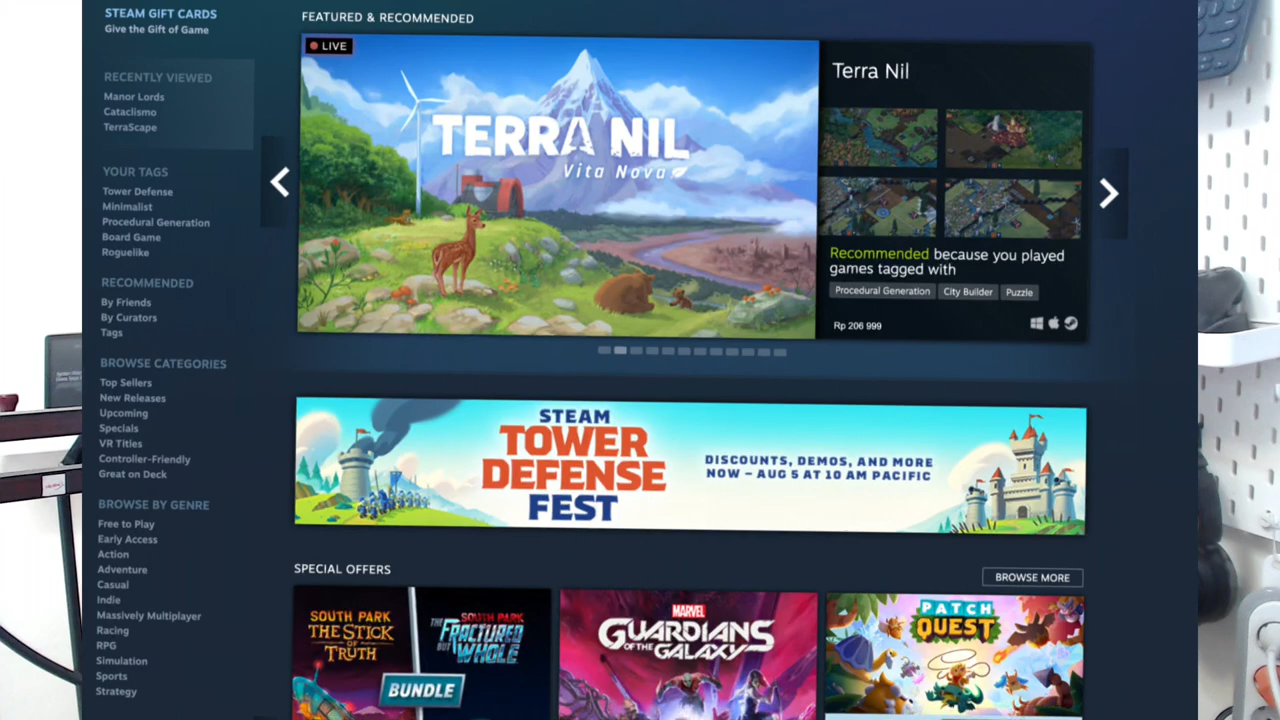 STEAM GIFT CARDS
Give the Gift of Game
RECENTLY VIEWED
Manor Lords
Cataclismo
TerraScape
YOUR TAGS
Tower Defense
Minimalist
Procedural Generation
Board Game
Roguelike
RECOMMENDED
By Friends
By Curators
Tags
BROWSE CATEGORIES
Top Sellers
New Releases
Upcoming
Specials
VR Titles
Controller-Friendly
Great on Deck
BROWSE BY GENRE
Free to Play
Early Access
Action
Adventure
Casual
Indie
Massively Multiplayer
Racing
RPG
Simulation
Sports
Strategy
FEATURED & RECOMMENDED
LIVE
TERRA NIL
Vita Nova
Terra Nil
Recommended because you played
games tagged with
Procedural Generation City Builder Puzzle
Rp 206 999
STEAM
TOWER
DEFENSE
FEST
DISCOUNTS, DEMOS, AND MORE
NOW – AUG 5 AT 10 AM PACIFIC
SPECIAL OFFERS
BROWSE MORE
SOUTH PARK
THE STICK
OF
TRUTH
SOUTH PARK
THE FRACTURED
BUT WHOLE
BUNDLE
MARVEL
GUARDIANS
OF THE GALAXY
PATCH
QUEST